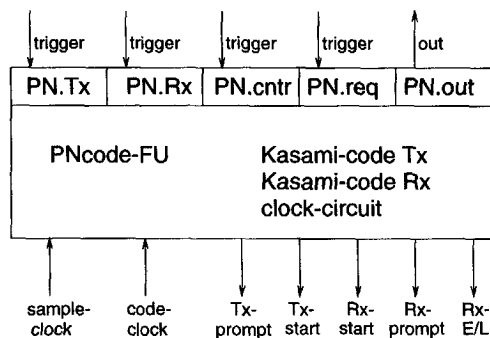 trigger trigger trigger trigger out
PN.Tx PN.Rx PN.cntr PN.req PN.out
PNcode-FU Kasami-code Tx
Kasami-code Rx
clock-circuit
sample- code- Tx- Tx- Rx- Rx- Rx-
clock clock prompt start start prompt E/L